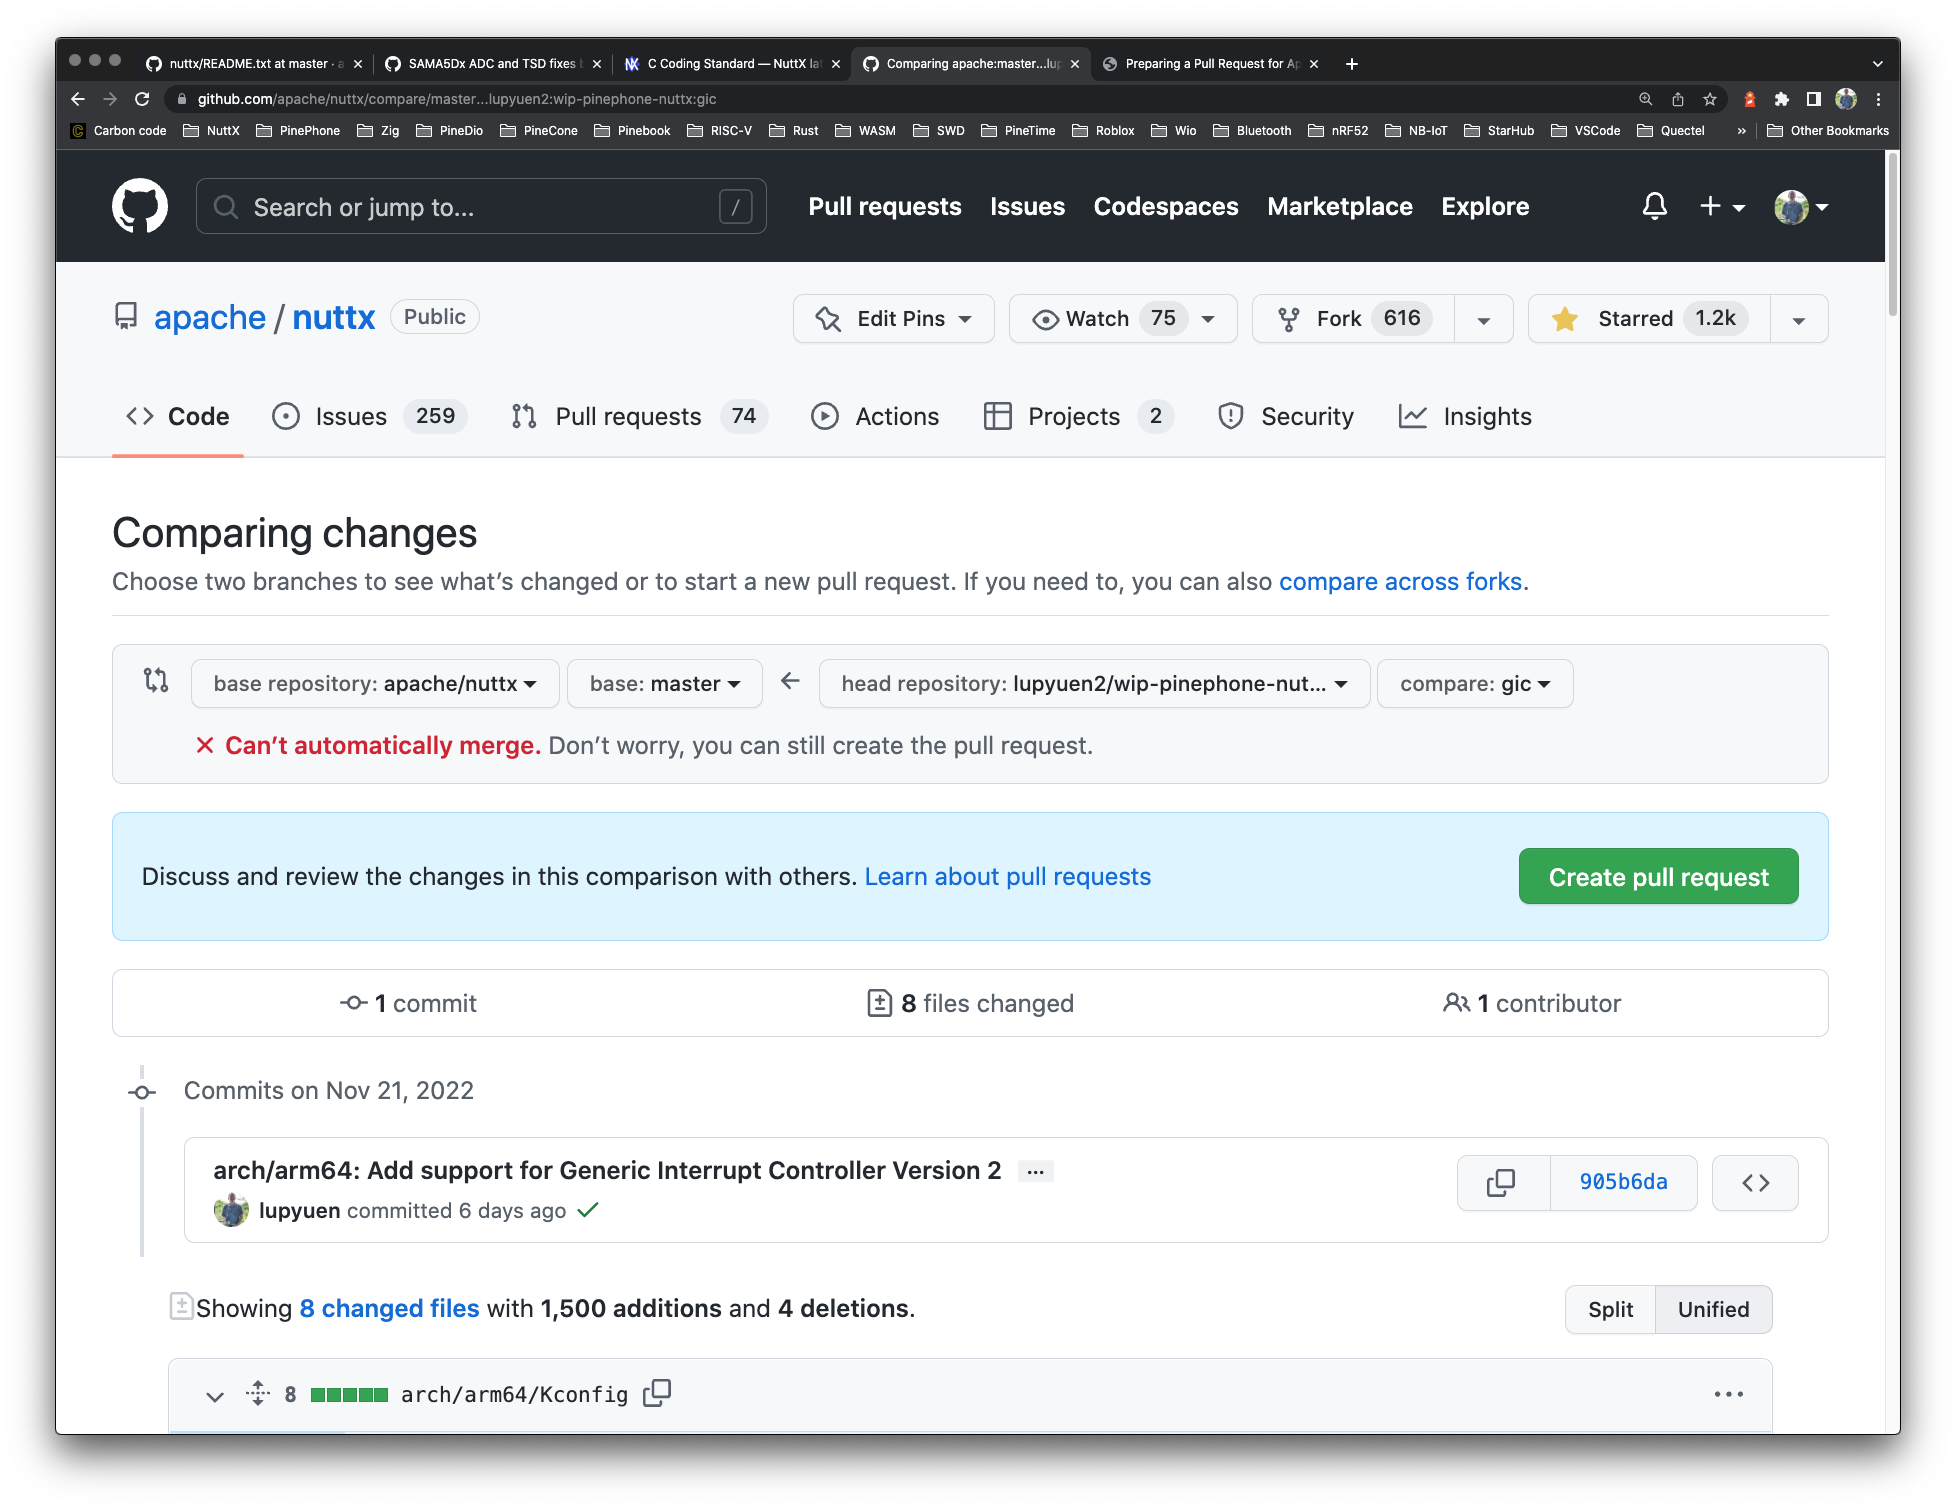 nuttx/README.txt at master · a
SAMA5Dx ADC and TSD fixes
C Coding Standard — NuttX lat
Comparing apache:master...lup
Preparing a Pull Request for Ap
github.com/apache/nuttx/compare/master...lupyuen2:wip-pinephone-nuttx:gic
Carbon code NuttX PinePhone Zig PineDio PineCone Pinebook RISC-V Rust WASM SWD PineTime Roblox Wio Bluetooth nRF52 NB-IoT StarHub VSCode Quectel » Other Bookmarks
Search or jump to... / Pull requests Issues Codespaces Marketplace Explore
apache / nuttx Public Edit Pins Watch 75 Fork 616 Starred 1.2k
Code Issues 259 Pull requests 74 Actions Projects 2 Security Insights
Comparing changes
Choose two branches to see what’s changed or to start a new pull request. If you need to, you can also compare across forks.
base repository: apache/nuttx base: master head repository: lupyuen2/wip-pinephone-nut... compare: gic
Can’t automatically merge. Don’t worry, you can still create the pull request.
Discuss and review the changes in this comparison with others. Learn about pull requests Create pull request
1 commit 8 files changed 1 contributor
Commits on Nov 21, 2022
arch/arm64: Add support for Generic Interrupt Controller Version 2 ...
905b6da
lupyuen committed 6 days ago
Showing 8 changed files with 1,500 additions and 4 deletions.
Split Unified
8 arch/arm64/Kconfig